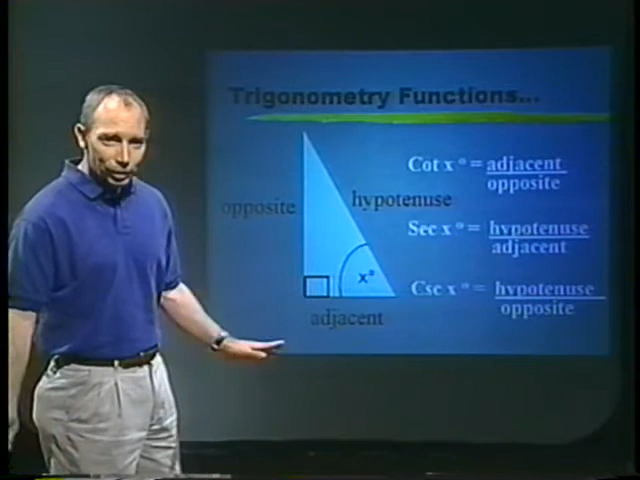 Trigonometry Functions...
opposite
hypotenuse
x°
adjacent
Cot x ° = adjacent
opposite
Sec x ° = hypotenuse
adjacent
Csc x ° = hypotenuse
opposite